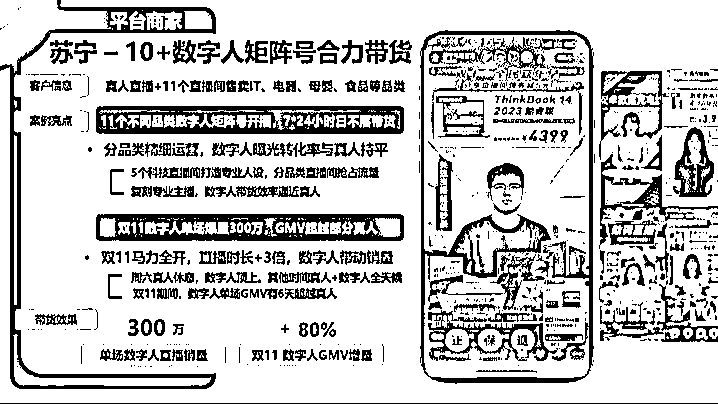 平台商家
苏宁 – 10+数字人矩阵号合力带货
客户信息
真人直播+11个直播间售卖IT、电器、母婴、食品等品类
案例亮点
11个不同品类数字人矩阵号开播，7*24小时日不落带货
• 分品类精细运营，数字人曝光转化率与真人持平
5个科技直播间打造专业人设，分品类直播间抢占流量
复刻专业主播，数字人带货效率逼近真人
双11数字人单场爆量300万，GMV超越部分真人
• 双11马力全开，直播时长+3倍，数字人带动销量
周六真人休息，数字人顶上，其他时间真人+数字人全天候
双11期间，数字人单场GMV有6天超越真人
带货效果
300 万
+ 80%
单场数字人直播销量
双11 数字人GMV增量
ThinkBook 14
2023 酷睿版
¥4399
正
保
退